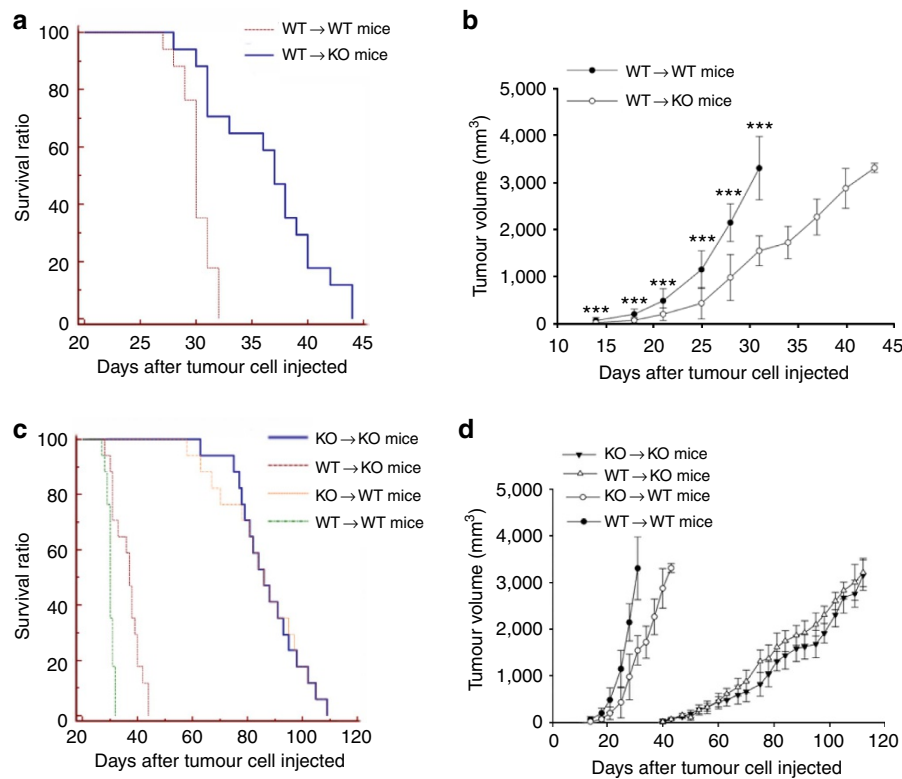 a
WT→WT mice
WT→KO mice
Survival ratio
100
80
60
40
20
0
20 25 30 35 40 45
Days after tumour cell injected
b
WT→WT mice
WT→KO mice
Tumour volume (mm³)
5,000
4,000
3,000
2,000
1,000
0
*** *** *** *** *** ***
10 15 20 25 30 35 40 45
Days after tumour cell injected
c
KO→KO mice
WT→KO mice
KO→WT mice
WT→WT mice
Survival ratio
100
80
60
40
20
0
20 40 60 80 100 120
Days after tumour cell injected
d
KO→KO mice
WT→KO mice
KO→WT mice
WT→WT mice
Tumour volume (mm³)
5,000
4,000
3,000
2,000
1,000
0
0 20 40 60 80 100 120
Days after tumour cell injected